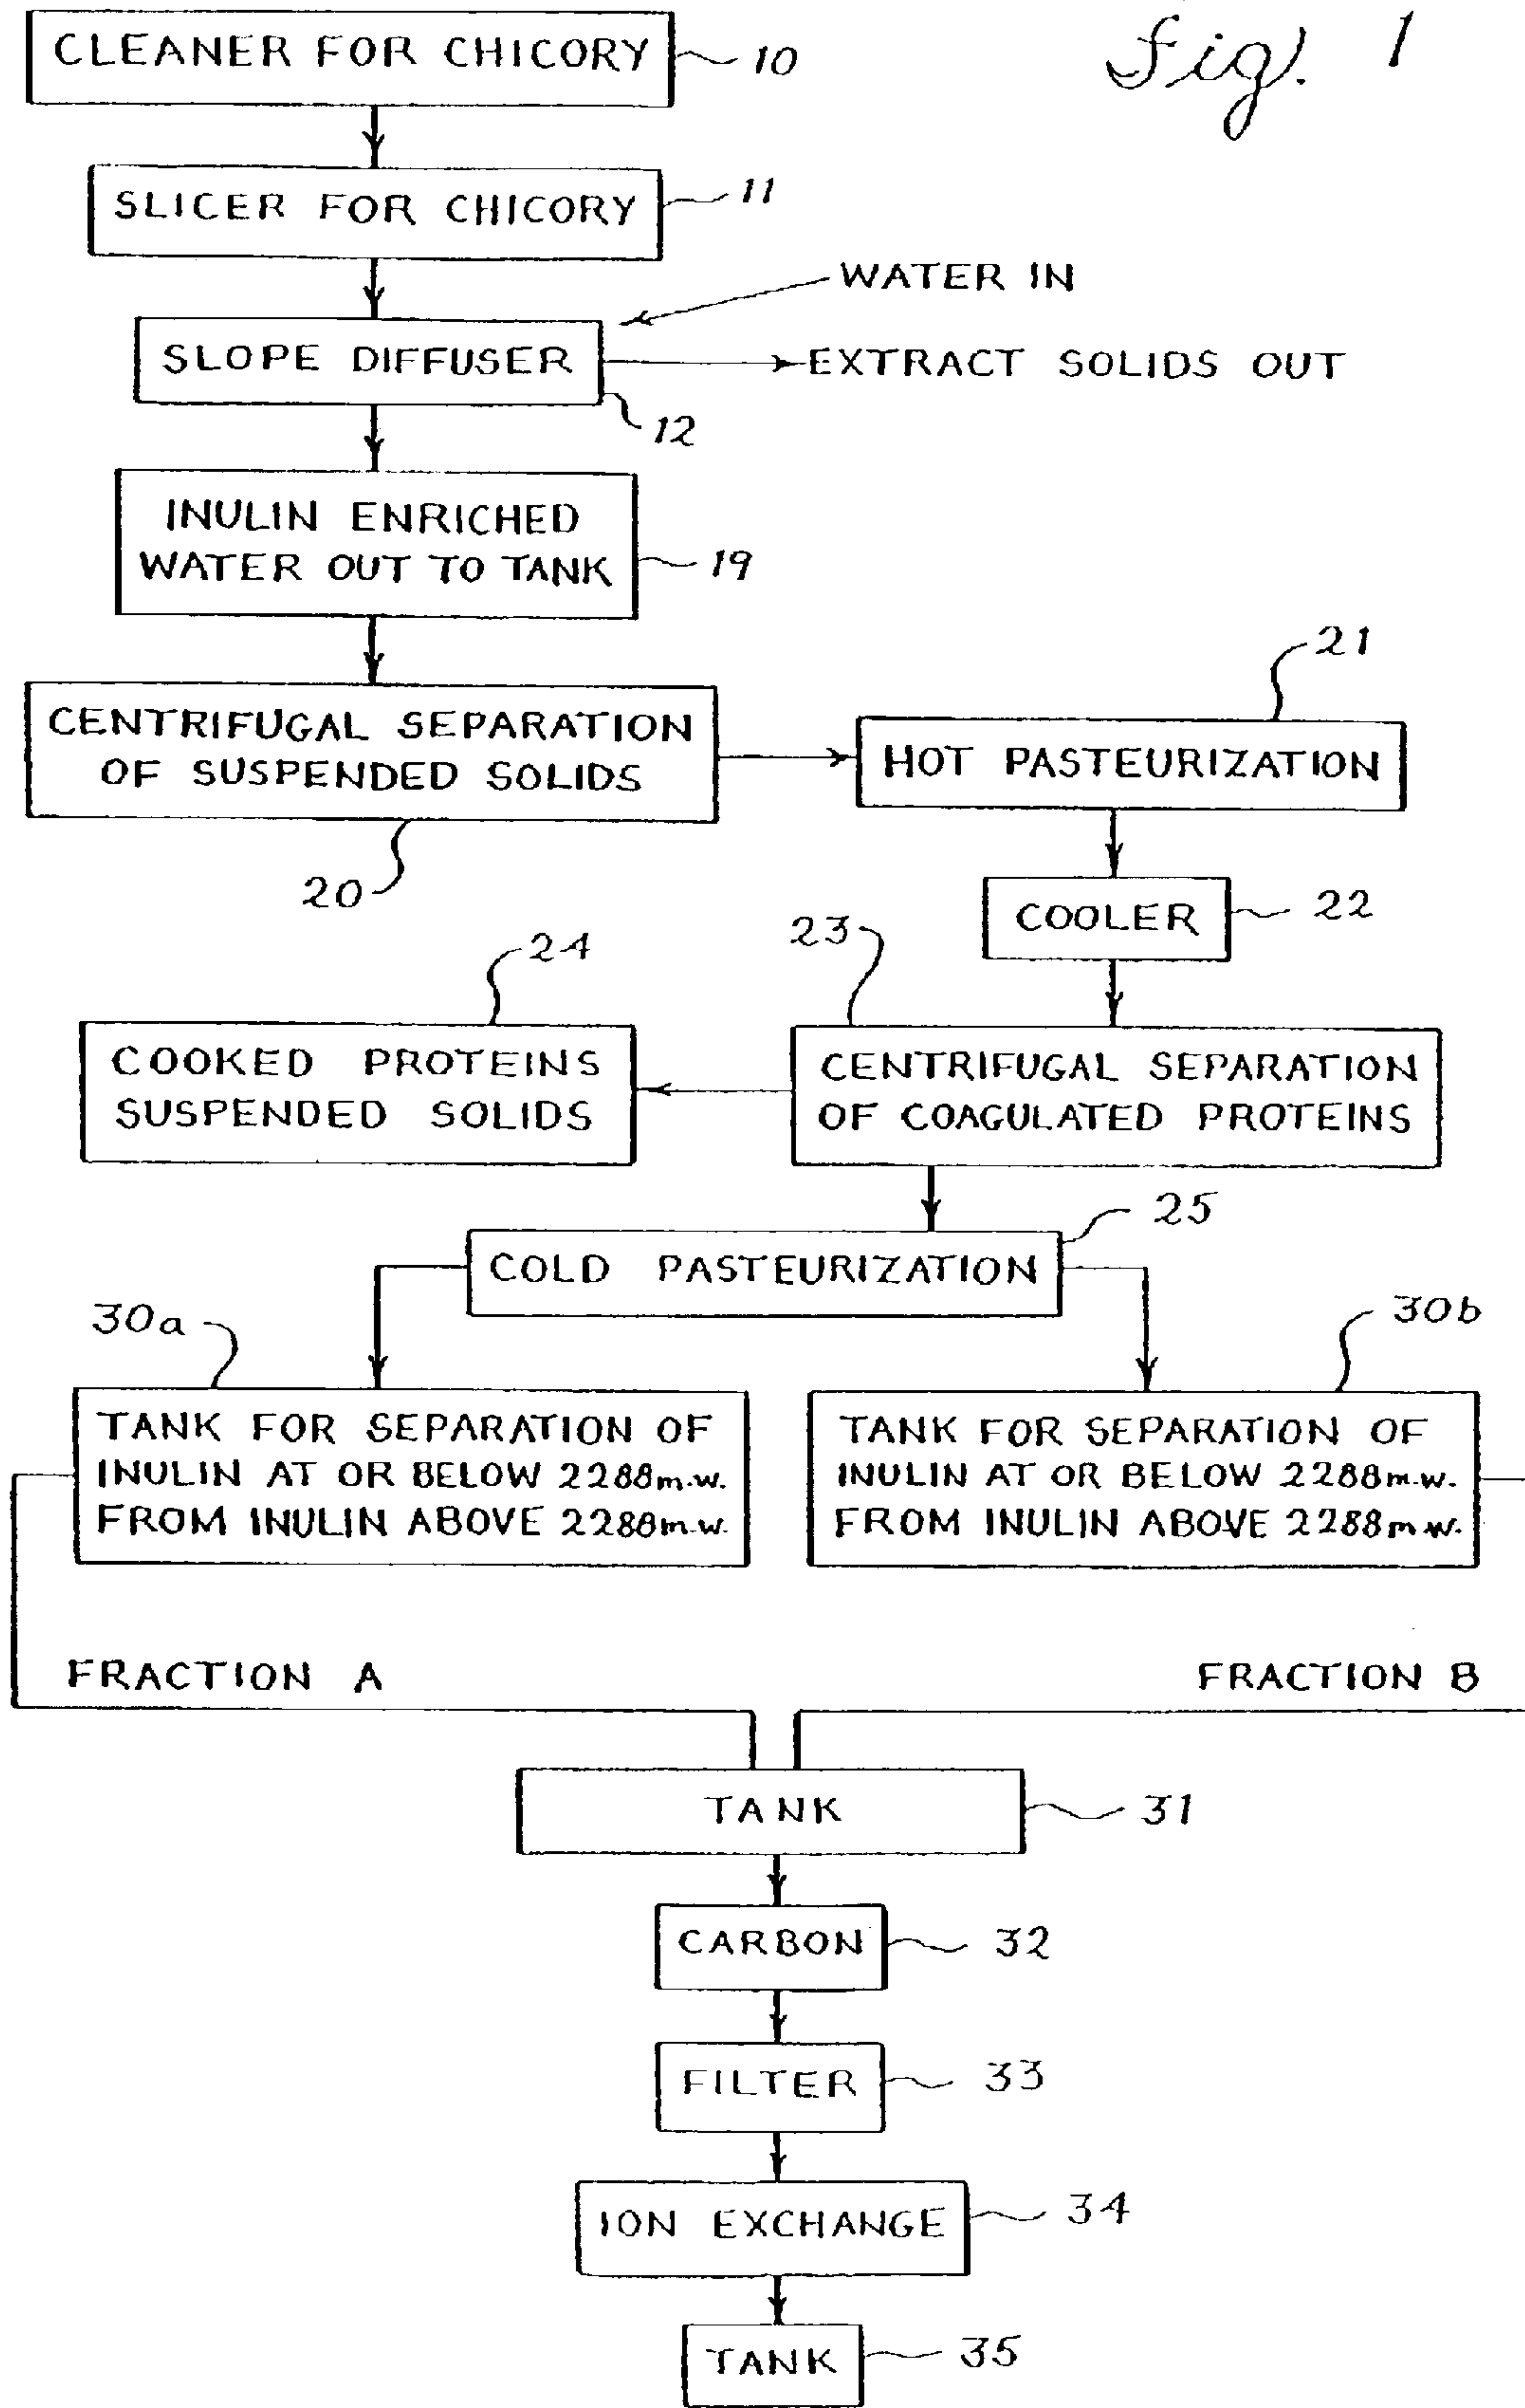 Fig. 1
CLEANER FOR CHICORY
10
SLICER FOR CHICORY
11
WATER IN
SLOPE DIFFUSER
EXTRACT SOLIDS OUT
12
INULIN ENRICHED
WATER OUT TO TANK
19
21
CENTRIFUGAL SEPARATION
OF SUSPENDED SOLIDS
HOT PASTEURIZATION
20
COOLER
22
23
24
COOKED PROTEINS
SUSPENDED SOLIDS
CENTRIFUGAL SEPARATION
OF COAGULATED PROTEINS
25
COLD PASTEURIZATION
30a
30b
TANK FOR SEPARATION OF
INULIN AT OR BELOW 2288m.w.
FROM INULIN ABOVE 2288m.w.
TANK FOR SEPARATION OF
INULIN AT OR BELOW 2288m.w.
FROM INULIN ABOVE 2288m.w.
FRACTION A
FRACTION B
TANK
31
CARBON
32
FILTER
33
ION EXCHANGE
34
TANK
35